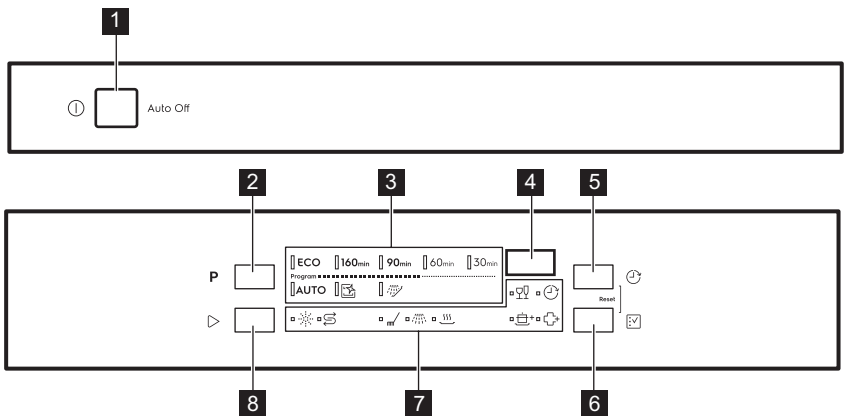 1
Auto Off
2 3 4 5
P
ECO 160min 90min 60min 30min
Program
AUTO
Reset
8 7 6